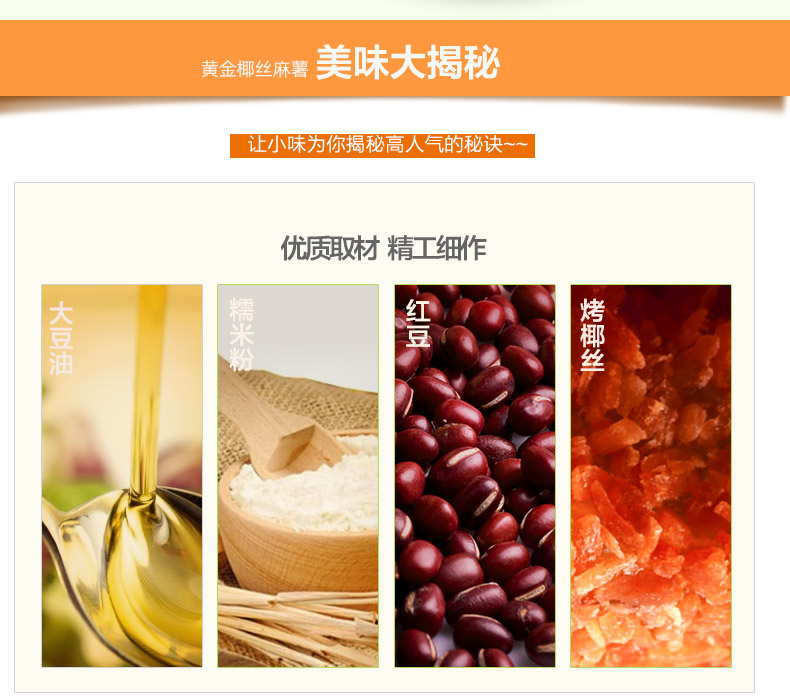 黄金椰丝麻薯 美味大揭秘
让小味为你揭秘高人气的秘诀~~
优质取材 精工细作
大豆油
糯米粉
红豆
烤椰丝